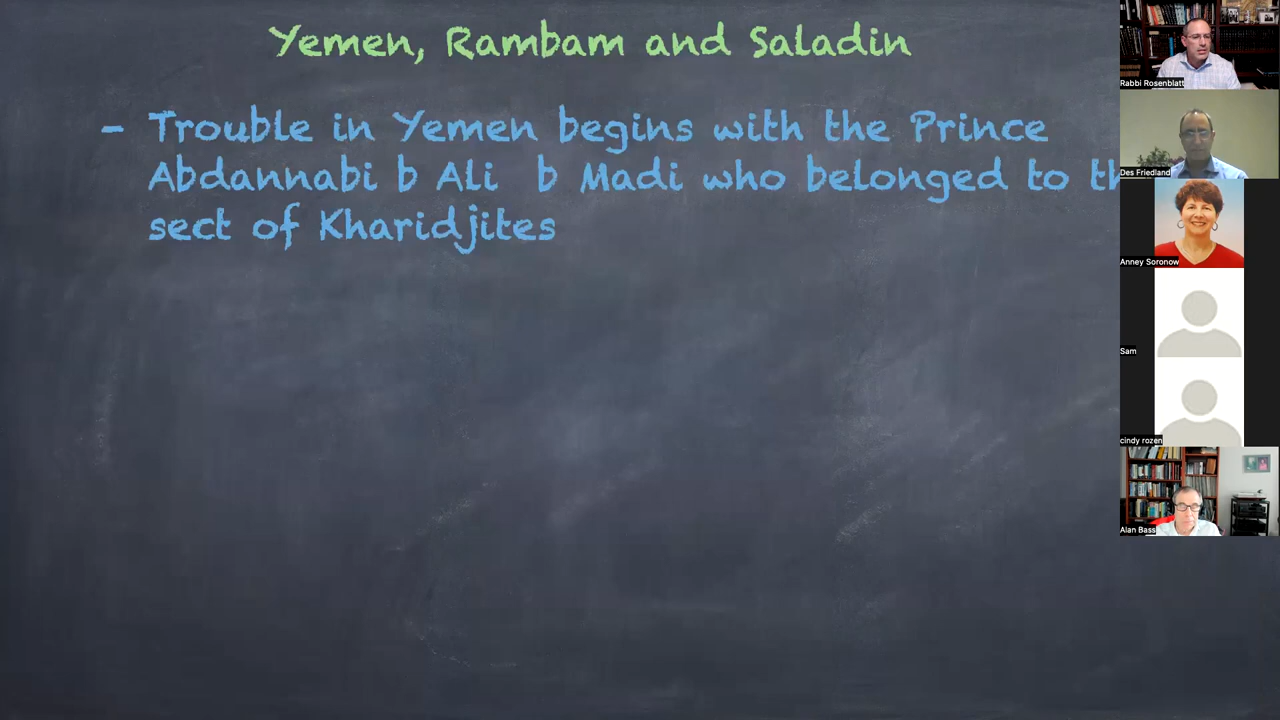 Yemen, Rambam and Saladin
- Trouble in Yemen begins with the Prince
Abdannabi b Ali b Madi who belonged to th
sect of Kharidjites
Rabbi Rosenblatt
Des Friedland
Anney Soronow
Sam
cindy rozen
Alan Bass